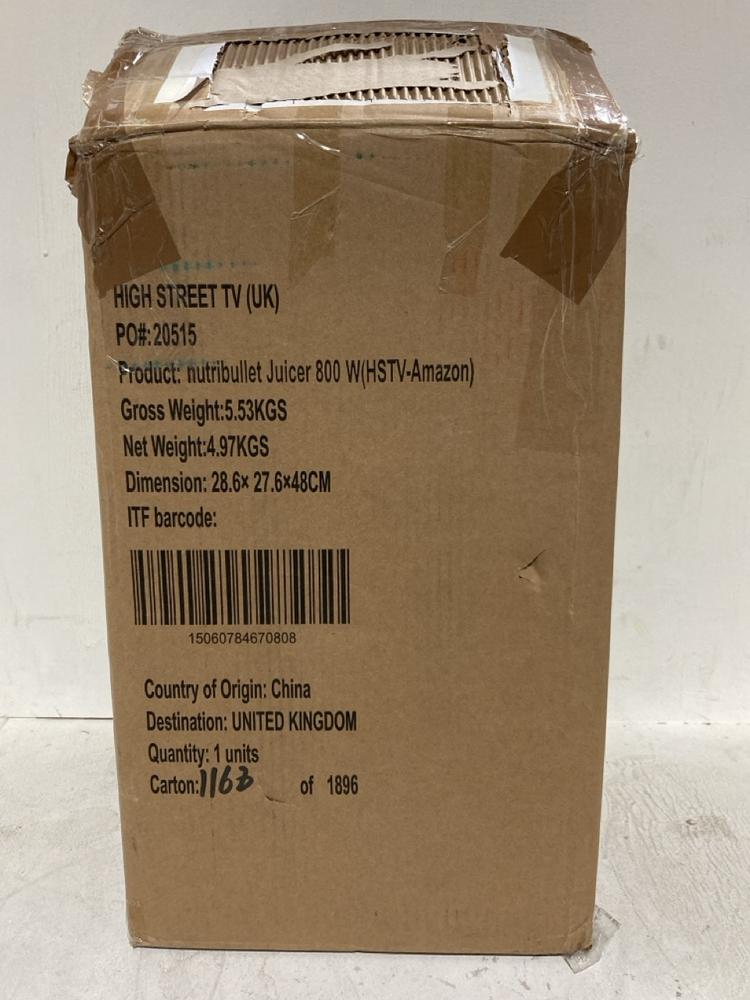 HIGH STREET TV (UK)
PO#: 20515
Product: nutribullet Juicer 800 W(HSTV-Amazon)
Gross Weight:5.53KGS
Net Weight:4.97KGS
Dimension: 28.6× 27.6×48CM
ITF barcode:
15060784670808
Country of Origin: China
Destination: UNITED KINGDOM
Quantity: 1 units
Carton:1163 of 1896